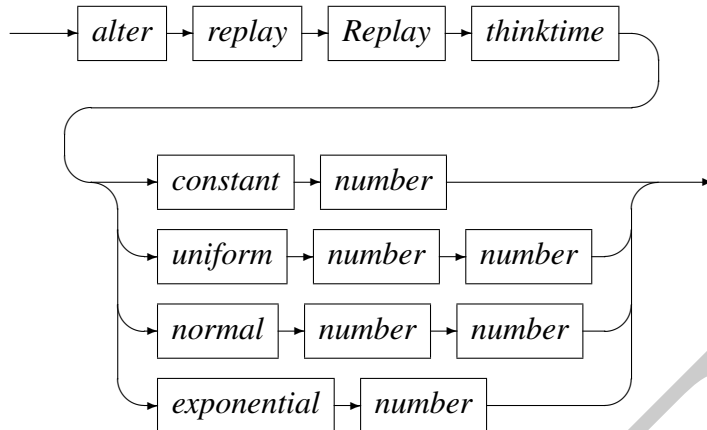 alter replay Replay thinktime
constant number
uniform number number
normal number number
exponential number